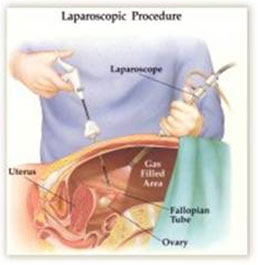 Laparoscopic Procedure
Laparoscope
Uterus
Gas
Filled
Area
Fallopian
Tube
Ovary